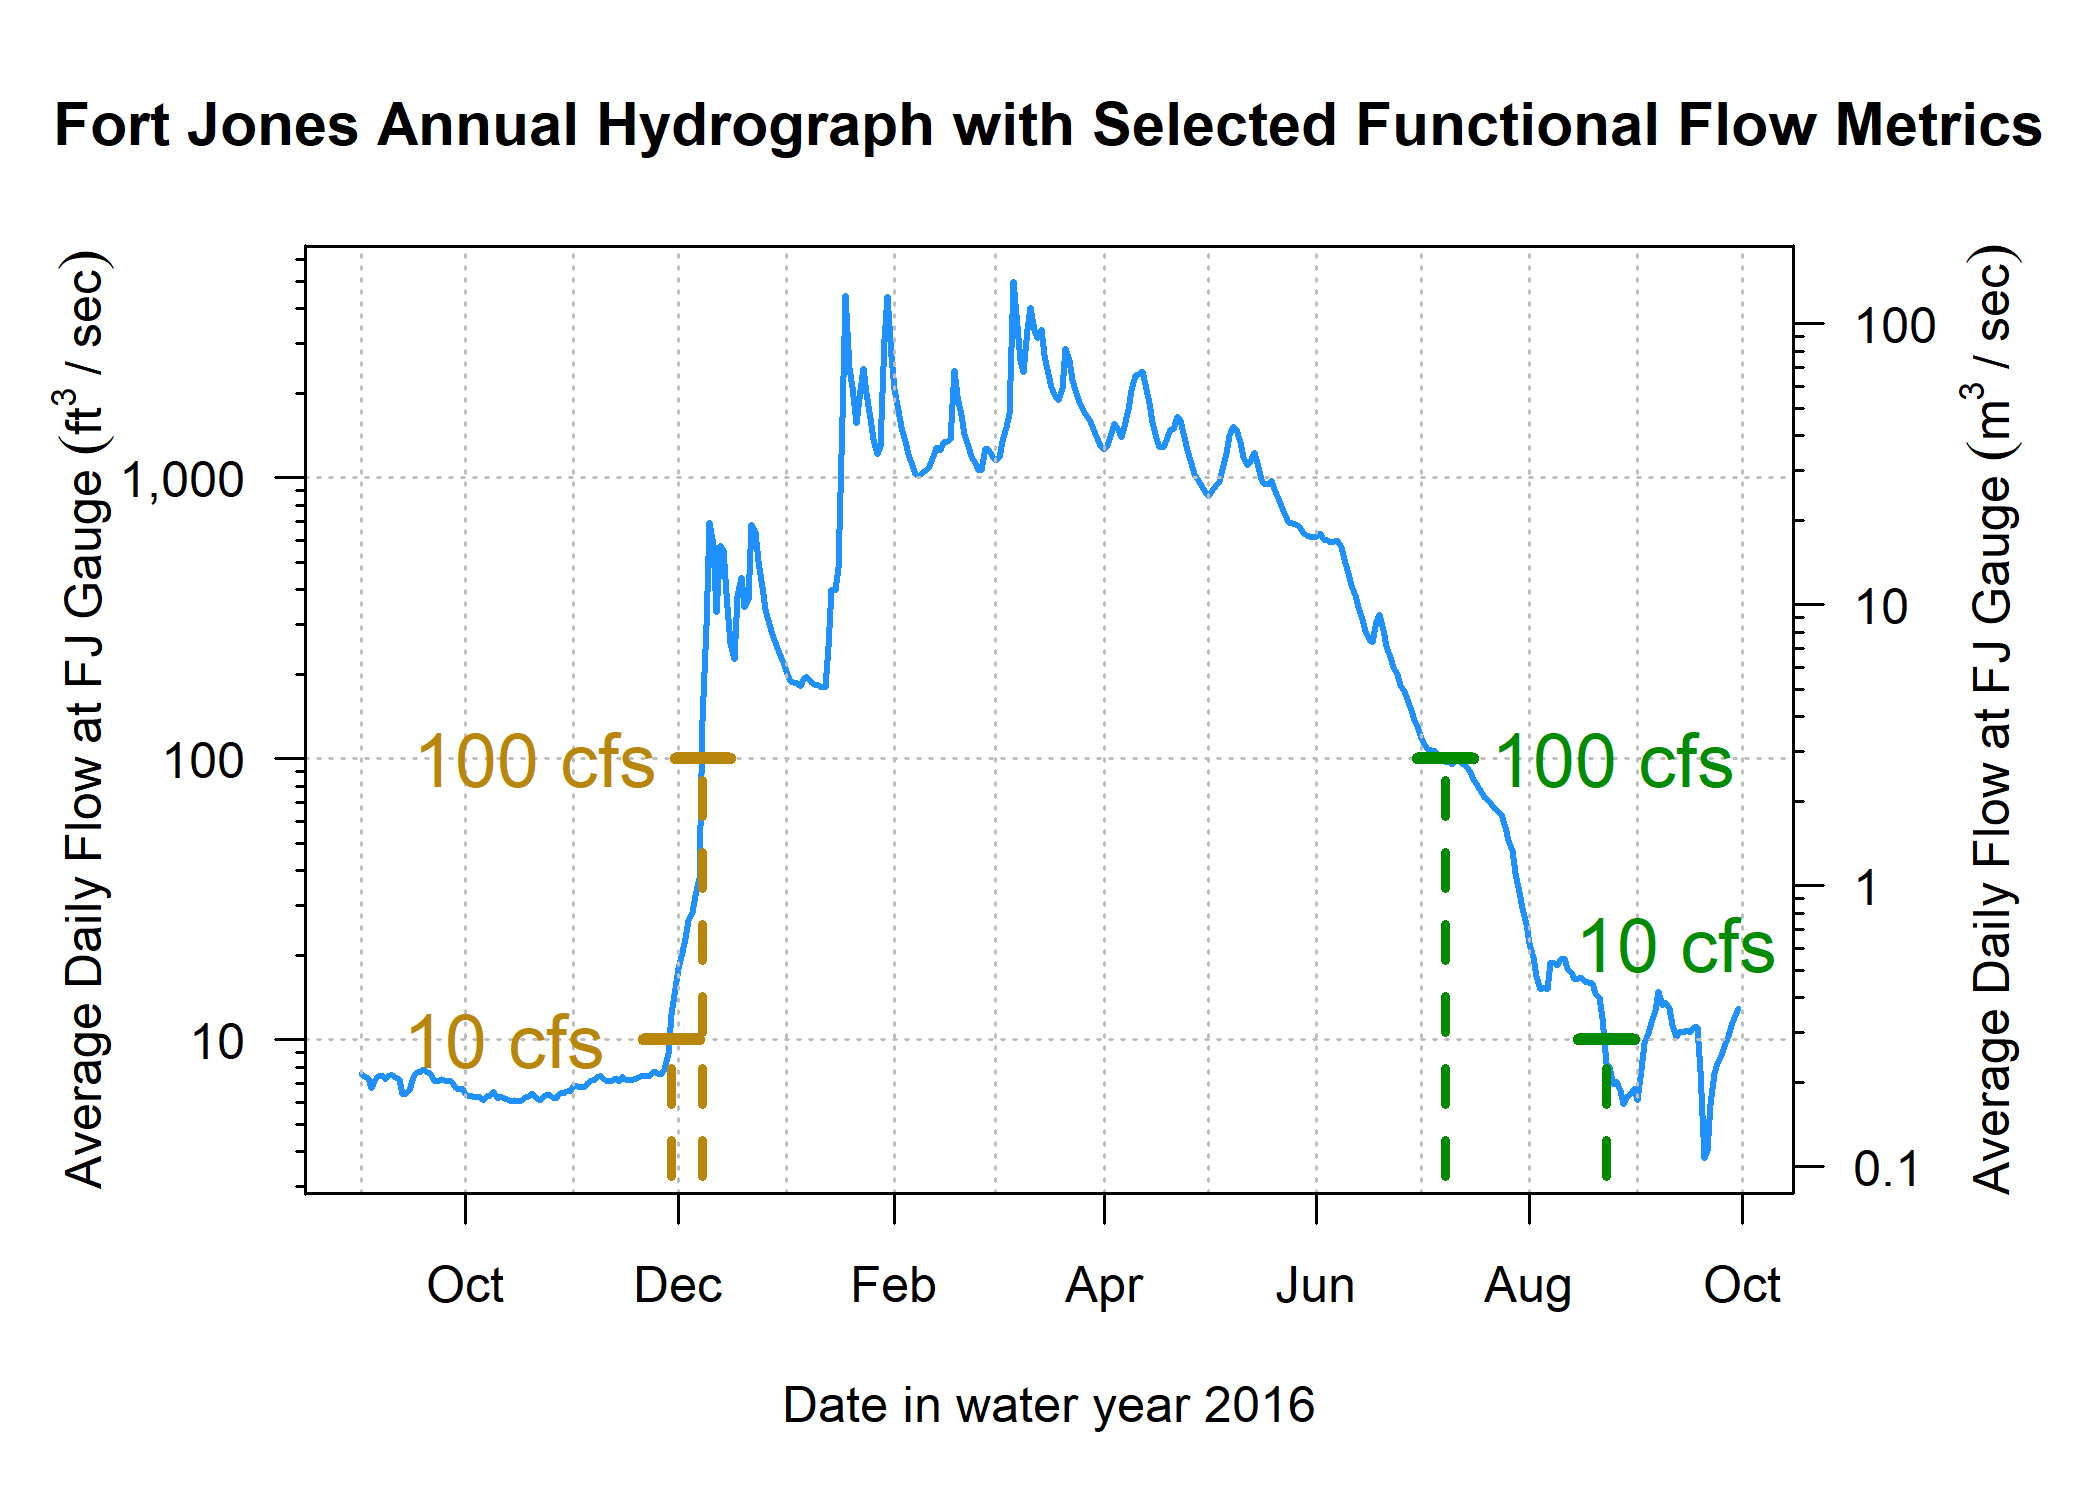 Fort Jones Annual Hydrograph with Selected Functional Flow Metrics
Average Daily Flow at FJ Gauge (ft³ / sec)
1,000
100
10
100 cfs
10 cfs
100 cfs
10 cfs
100
10
1
0.1
Average Daily Flow at FJ Gauge (m³ / sec)
Oct Dec Feb Apr Jun Aug Oct
Date in water year 2016